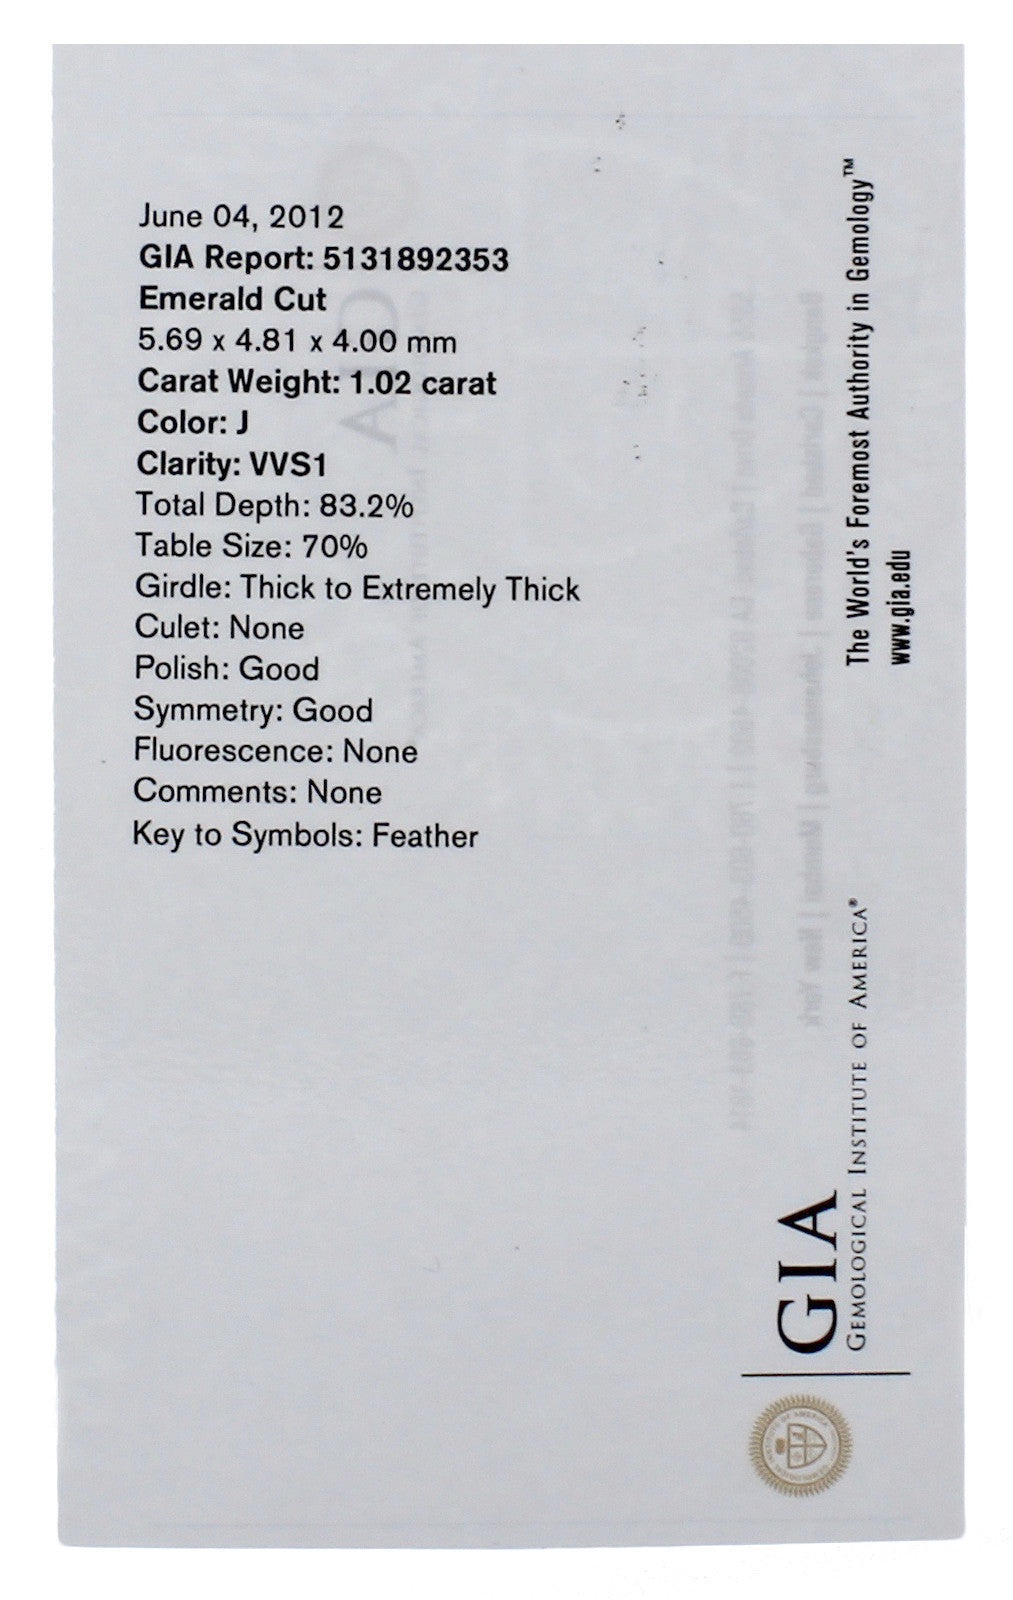 June 04, 2012
GIA Report: 5131892353
Emerald Cut
5.69 x 4.81 x 4.00 mm
Carat Weight: 1.02 carat
Color: J
Clarity: VVS1
Total Depth: 83.2%
Table Size: 70%
Girdle: Thick to Extremely Thick
Culet: None
Polish: Good
Symmetry: Good
Fluorescence: None
Comments: None
Key to Symbols: Feather
The World's Foremost Authority in Gemology™
www.gia.edu
GIA
GEMOLOGICAL INSTITUTE OF AMERICA®